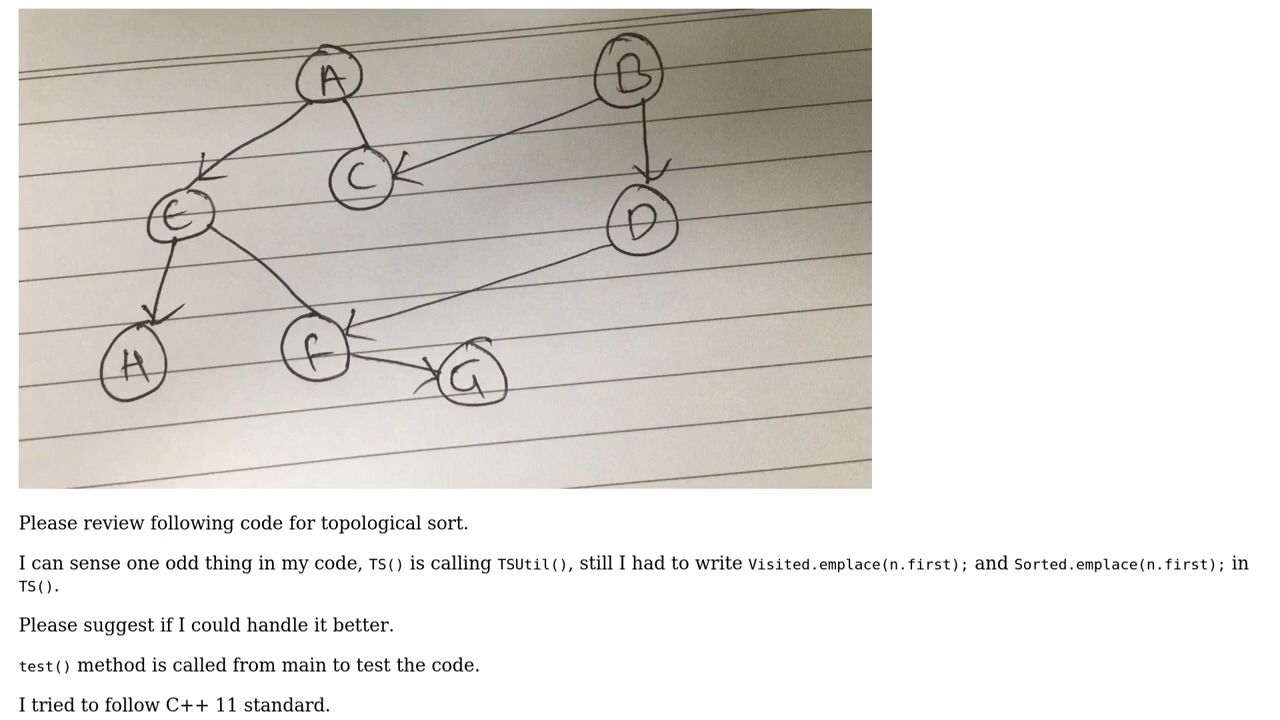 A
B
C
E
D
H
F
G
Please review following code for topological sort.
I can sense one odd thing in my code, TS() is calling TSUtil(), still I had to write Visited.emplace(n.first); and Sorted.emplace(n.first); in
TS().
Please suggest if I could handle it better.
test() method is called from main to test the code.
I tried to follow C++ 11 standard.